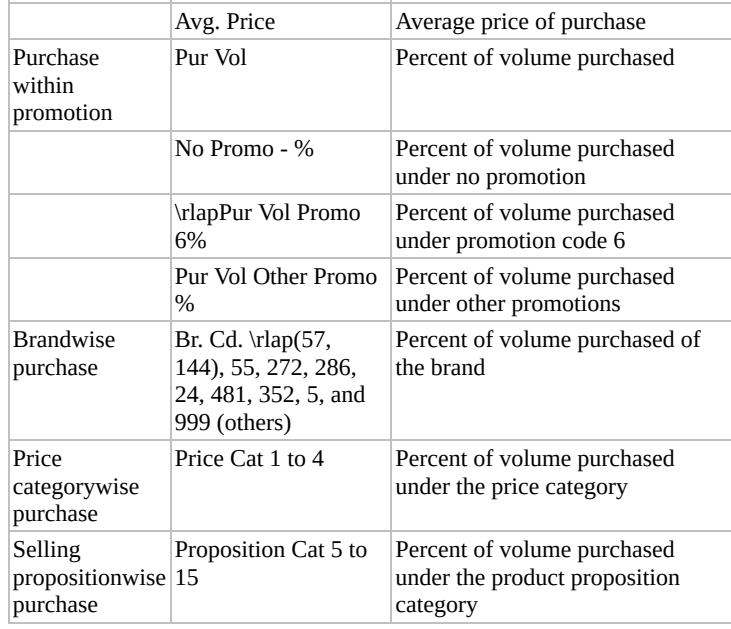 Avg. Price Average price of purchase
Purchase within promotion Pur Vol Percent of volume purchased
No Promo - % Percent of volume purchased under no promotion
\rlapPur Vol Promo 6% Percent of volume purchased under promotion code 6
Pur Vol Other Promo % Percent of volume purchased under other promotions
Brandwise purchase Br. Cd. \rlap(57, 144), 55, 272, 286, 24, 481, 352, 5, and 999 (others) Percent of volume purchased of the brand
Price categorywise purchase Price Cat 1 to 4 Percent of volume purchased under the price category
Selling propositionwise purchase Proposition Cat 5 to 15 Percent of volume purchased under the product proposition category